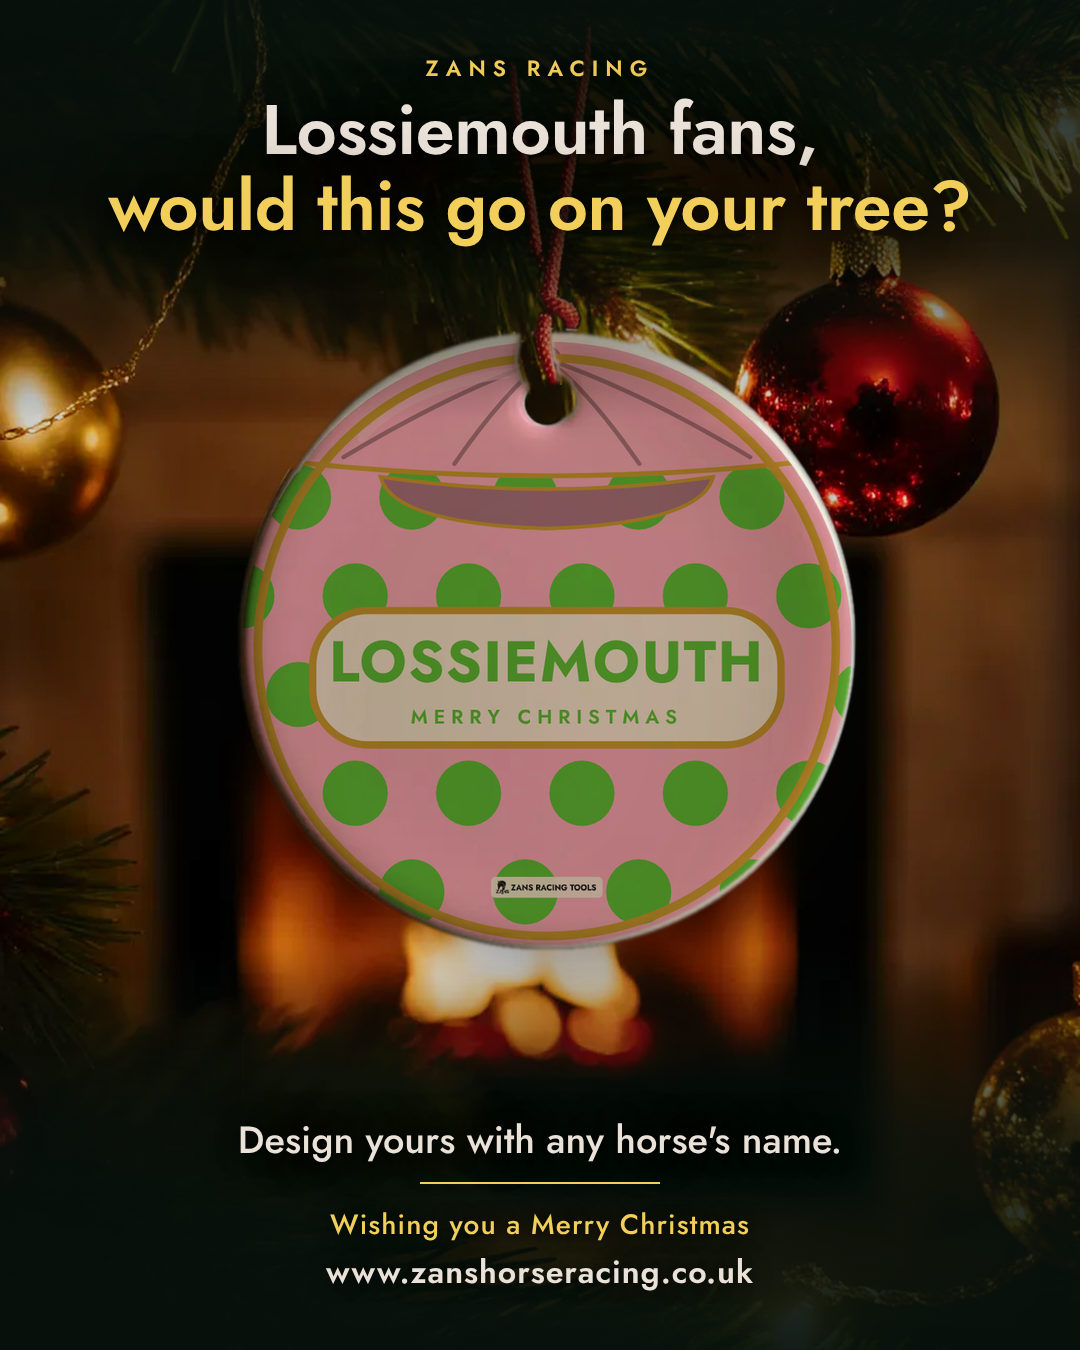 ZANS RACING
Lossiemouth fans,
would this go on your tree?
LOSSIEMOUTH
MERRY CHRISTMAS
ZANS RACING TOOLS
Design yours with any horse's name.
Wishing you a Merry Christmas
www.zanshorseracing.co.uk